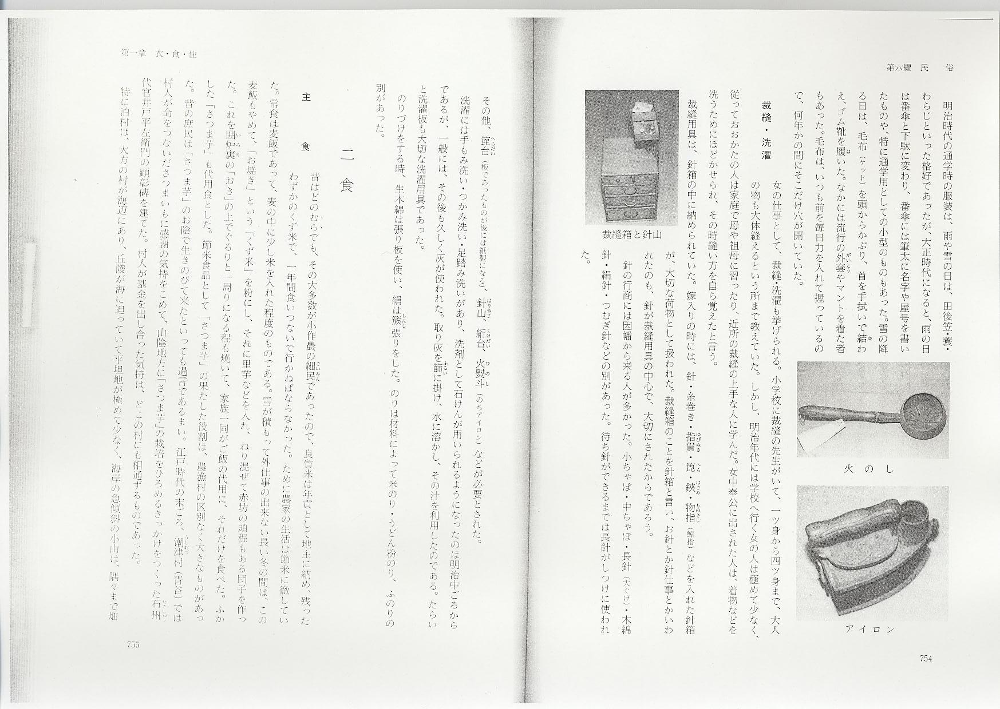 第六編　民　俗
明治時代の通学時の服装は、雨や雪の日は、田後笠・蓑・
わらじといった格好であったが、大正時代になると、雨の日
は番傘と下駄に変わり、番傘には筆太に名字や屋号を書い
たものや、特に通学用としての小型のものもあった。雪の降
る日は、毛布（ケット）を頭からかぶり、首を手拭いで結わ
え、ゴム靴を履いた。なかには流行の外套やマントを着た者
もあった。毛布は、いつも前を毎日力を入れて握っているの
で、何年かの間にそこだけ穴が開いていた。
火のし
アイロン
裁縫・洗濯
女の仕事として、裁縫・洗濯も挙げられる。小学校に裁縫の先生がいて、一ツ身から四ツ身まで、大人
の物も大体縫えるという所まで教えていた。しかし、明治年代には学校へ行く女の人は極めて少なく、
従っておおかたの人は家庭で母や祖母に習ったり、近所の裁縫の上手な人に学んだ。女中奉公に出された人は、着物などを
洗うためにほどかせられ、その時縫い方を自ら覚えたと言う。
裁縫用具は、針箱の中に納められていた。嫁入りの時には、針・糸巻き・指貫・箆・鋏・物指（鯨指）などを入れた針箱
が、大切な荷物として扱われた。裁縫箱のことを針箱と言い、お針とか針仕事とかいわ
れたのも、針が裁縫用具の中心で、大切にされたからであろう。
針の行商には因幡から来る人が多かった。小ちゃぼ・中ちゃぼ・長針（大ぐけ）・木綿
針・絹針・つむぎ針などの別があった。待ち針ができるまでは長針がしつけに使われ
た。
裁縫箱と針山
754
第一章　衣・食・住
その他、箆台（板であったものが後には紙製になる）、針山、絎台、火熨斗（のちアイロン）などが必要とされた。
洗濯には手もみ洗い・つかみ洗い・足踏み洗いがあり、洗剤として石けんが用いられるようになったのは明治中ごろから
であるが、一般には、その後も久しく灰が使われた。取り灰を篩に掛け、水に溶かし、その汁を利用したのである。たらい
と洗濯板も大切な洗濯用具であった。
のりづけをする時、生木綿は張り板を使い、絹は簇張りをした。のりは材料によって米のり・うどん粉のり、ふのりの
別があった。
二　食
主　食
昔はどのむらでも、その大多数が小作農の細民であったので、良質米は年貢として地主に納め、残った
わずかのくず米で、一年間食いつないで行かねばならなかった。ために農家の生活は節米に徹してい
た。常食は麦飯であって、麦の中に少し米を入れた程度のものである。雪が積もって外仕事の出来ない長い冬の間は、この
麦飯もやめて、「お焼き」という「くず米」を粉にし、それに里芋などを入れ、ねり混ぜて赤坊の頭程もある団子を作っ
た。これを囲炉裏の「おき」の上でぐるりと一周りになる程も焼いて、家族一同がご飯の代用に、それだけを食べた。ふか
した「さつま芋」も代用食とした。節米食品として「さつま芋」の果たした役割は、農漁村の区別なく大きなものがあっ
た。昔の庶民は「さつま芋」のお陰で生きのびて来たといっても過言であるまい。江戸時代の末ごろ、潮津村（青谷）では
村人が命をつないださつまいもに感謝の気持をこめて、山陰地方に「さつま芋」の栽培をひろめるきっかけをつくった石州
代官井戸平左衛門の顕彰碑を建てた。村人が基金を出し合った気持は、どこの村にも相通ずるものであった。
特に泊村は、大方の村が海辺にあり、丘陵が海に迫っていて平坦地が極めて少なく、海岸の急傾斜の小山は、隅々まで畑
755